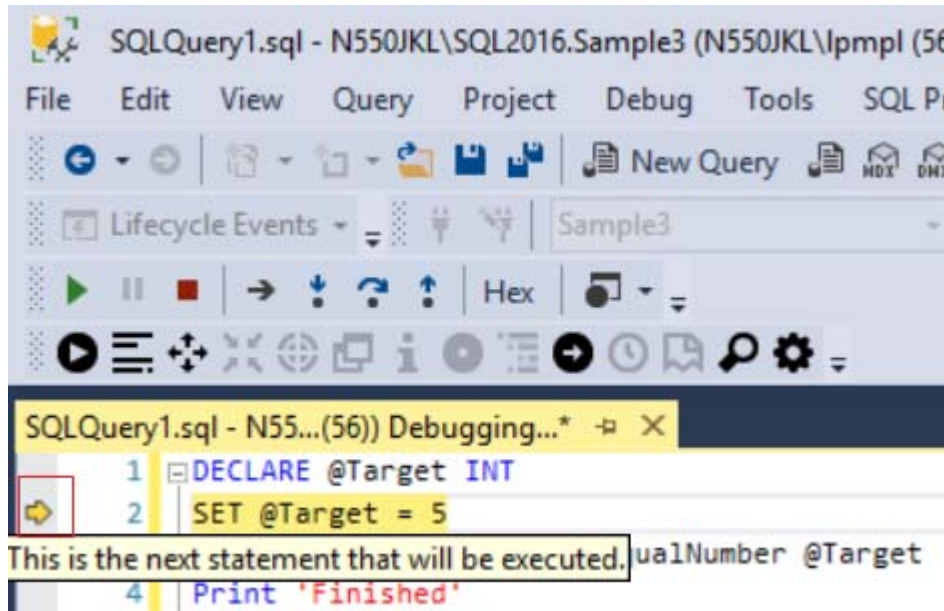 SQLQuery1.sql - N550JKL\SQL2016.Sample3 (N550JKL\lpmpl (56
File Edit View Query Project Debug Tools SQL Pr
New Query MDX DMX
Lifecycle Events Sample3
Hex
SQLQuery1.sql - N55...(56)) Debugging...*
1 DECLARE @Target INT
2 SET @Target = 5
This is the next statement that will be executed. ualNumber @Target
4 Print 'Finished'